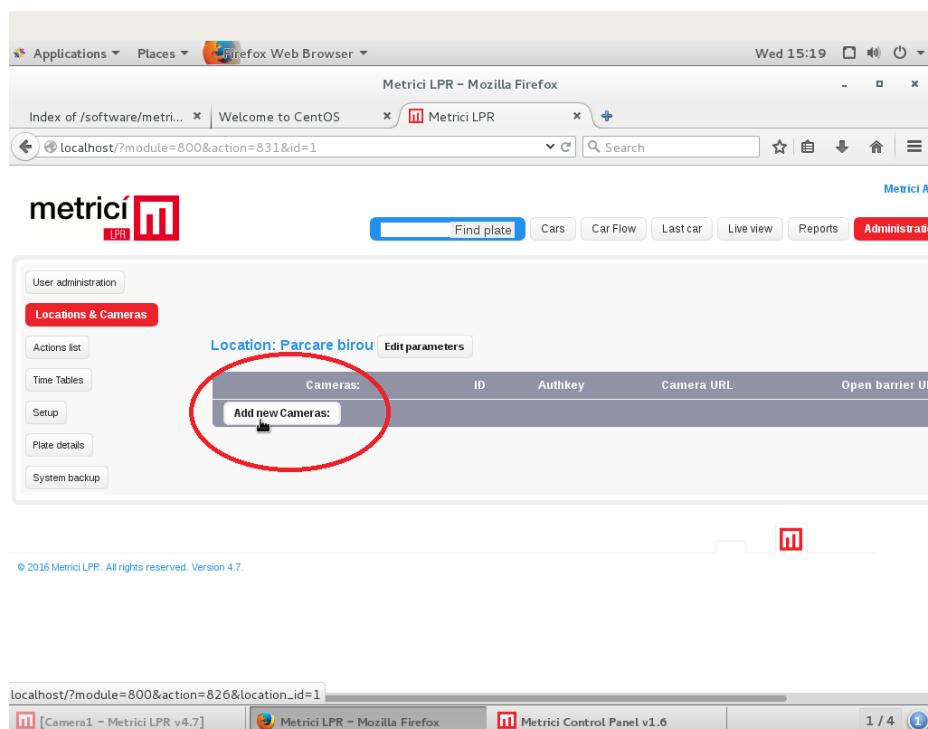 Applications Places Firefox Web Browser Wed 15:19
Metrici LPR – Mozilla Firefox
Index of /software/metri... Welcome to CentOS Metrici LPR
localhost/?module=800&action=831&id=1 Search
Metrici A
metricí LPR
Find plate Cars Car Flow Last car Live view Reports Administrati
User administration
Locations & Cameras
Actions list
Location: Parcare birou Edit parameters
Time Tables
Cameras: ID Authkey Camera URL Open barrier U
Setup
Add new Cameras:
Plate details
System backup
© 2016 Metrici LPR. All rights reserved. Version 4.7.
localhost/?module=800&action=826&location_id=1
[Camera1 – Metrici LPR v4.7] Metrici LPR – Mozilla Firefox Metrici Control Panel v1.6 1 / 4 1